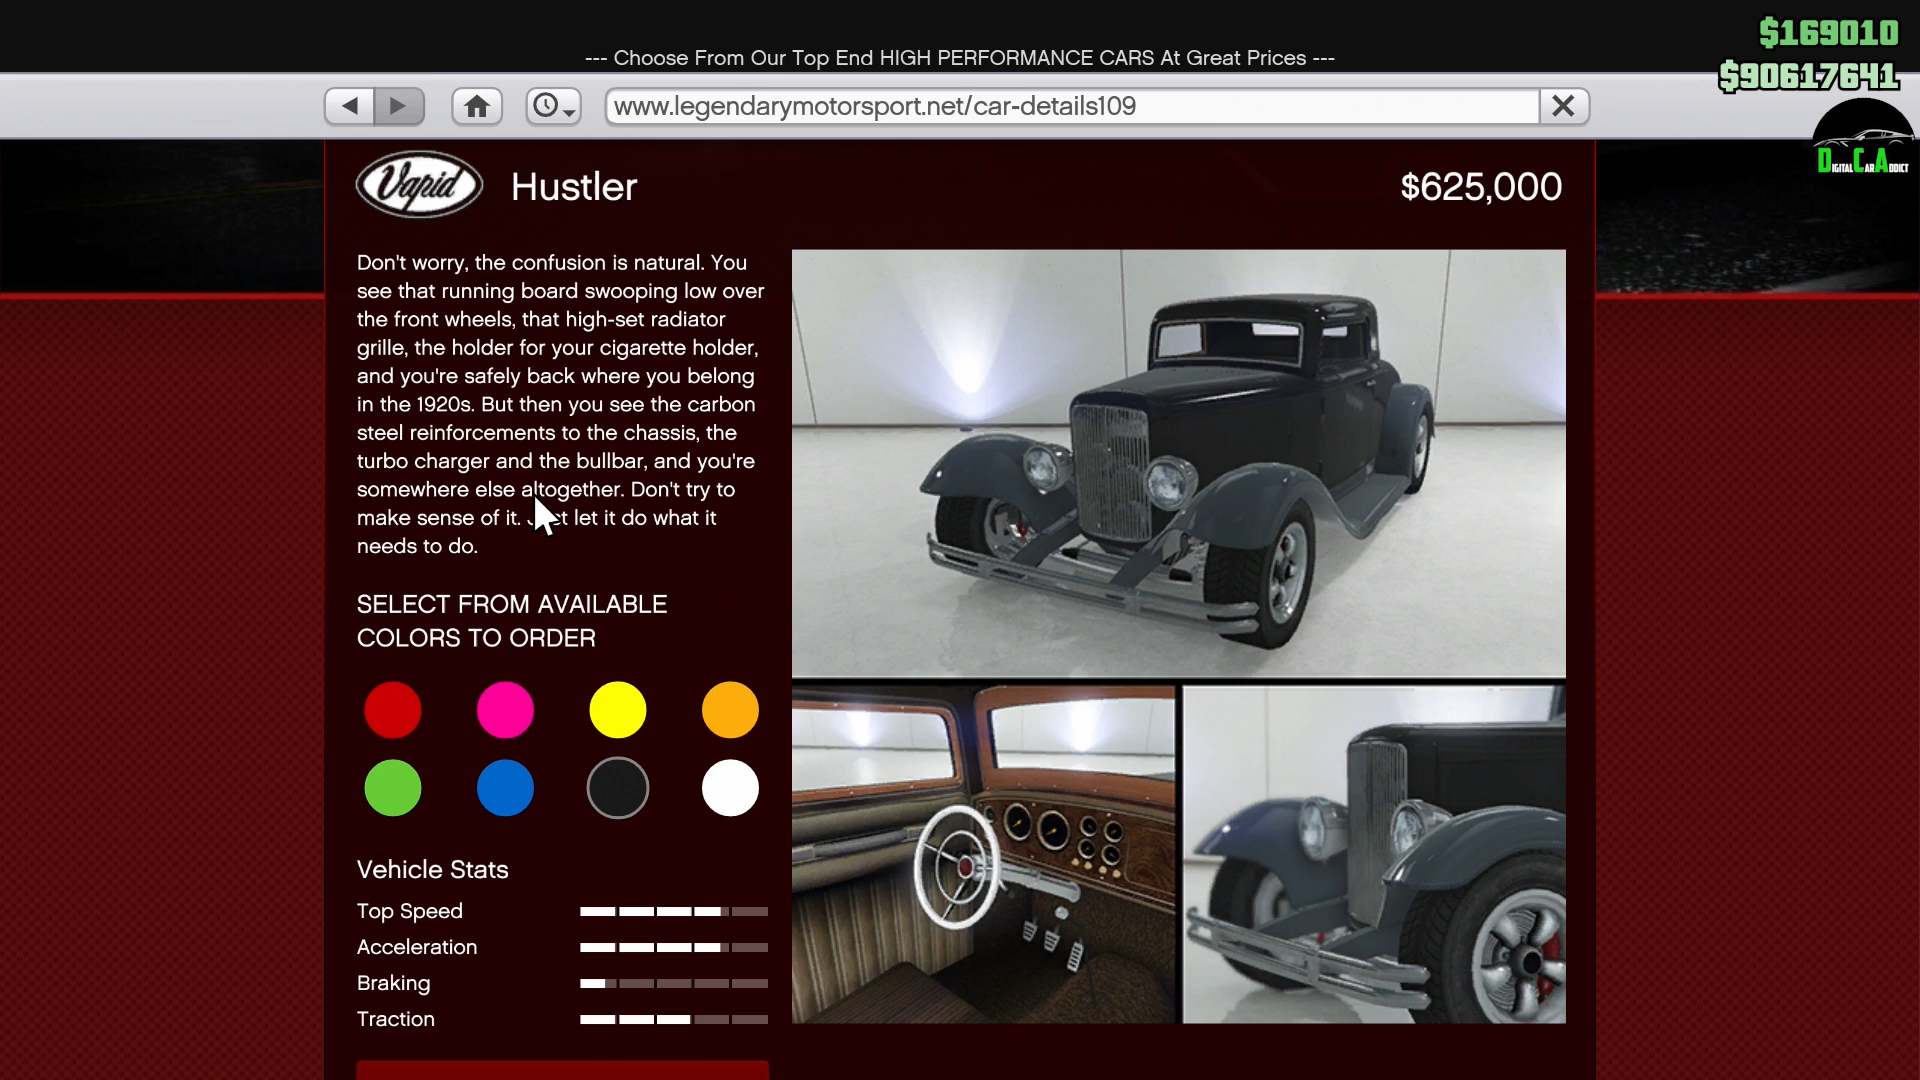 $169010
--- Choose From Our Top End HIGH PERFORMANCE CARS At Great Prices ---
$90617641
www.legendarymotorsport.net/car-details109
DIGITAL CAR ADDICT
Vapid
Hustler
$625,000
Don't worry, the confusion is natural. You
see that running board swooping low over
the front wheels, that high-set radiator
grille, the holder for your cigarette holder,
and you're safely back where you belong
in the 1920s. But then you see the carbon
steel reinforcements to the chassis, the
turbo charger and the bullbar, and you're
somewhere else altogether. Don't try to
make sense of it. Just let it do what it
needs to do.
SELECT FROM AVAILABLE
COLORS TO ORDER
Vehicle Stats
Top Speed
Acceleration
Braking
Traction